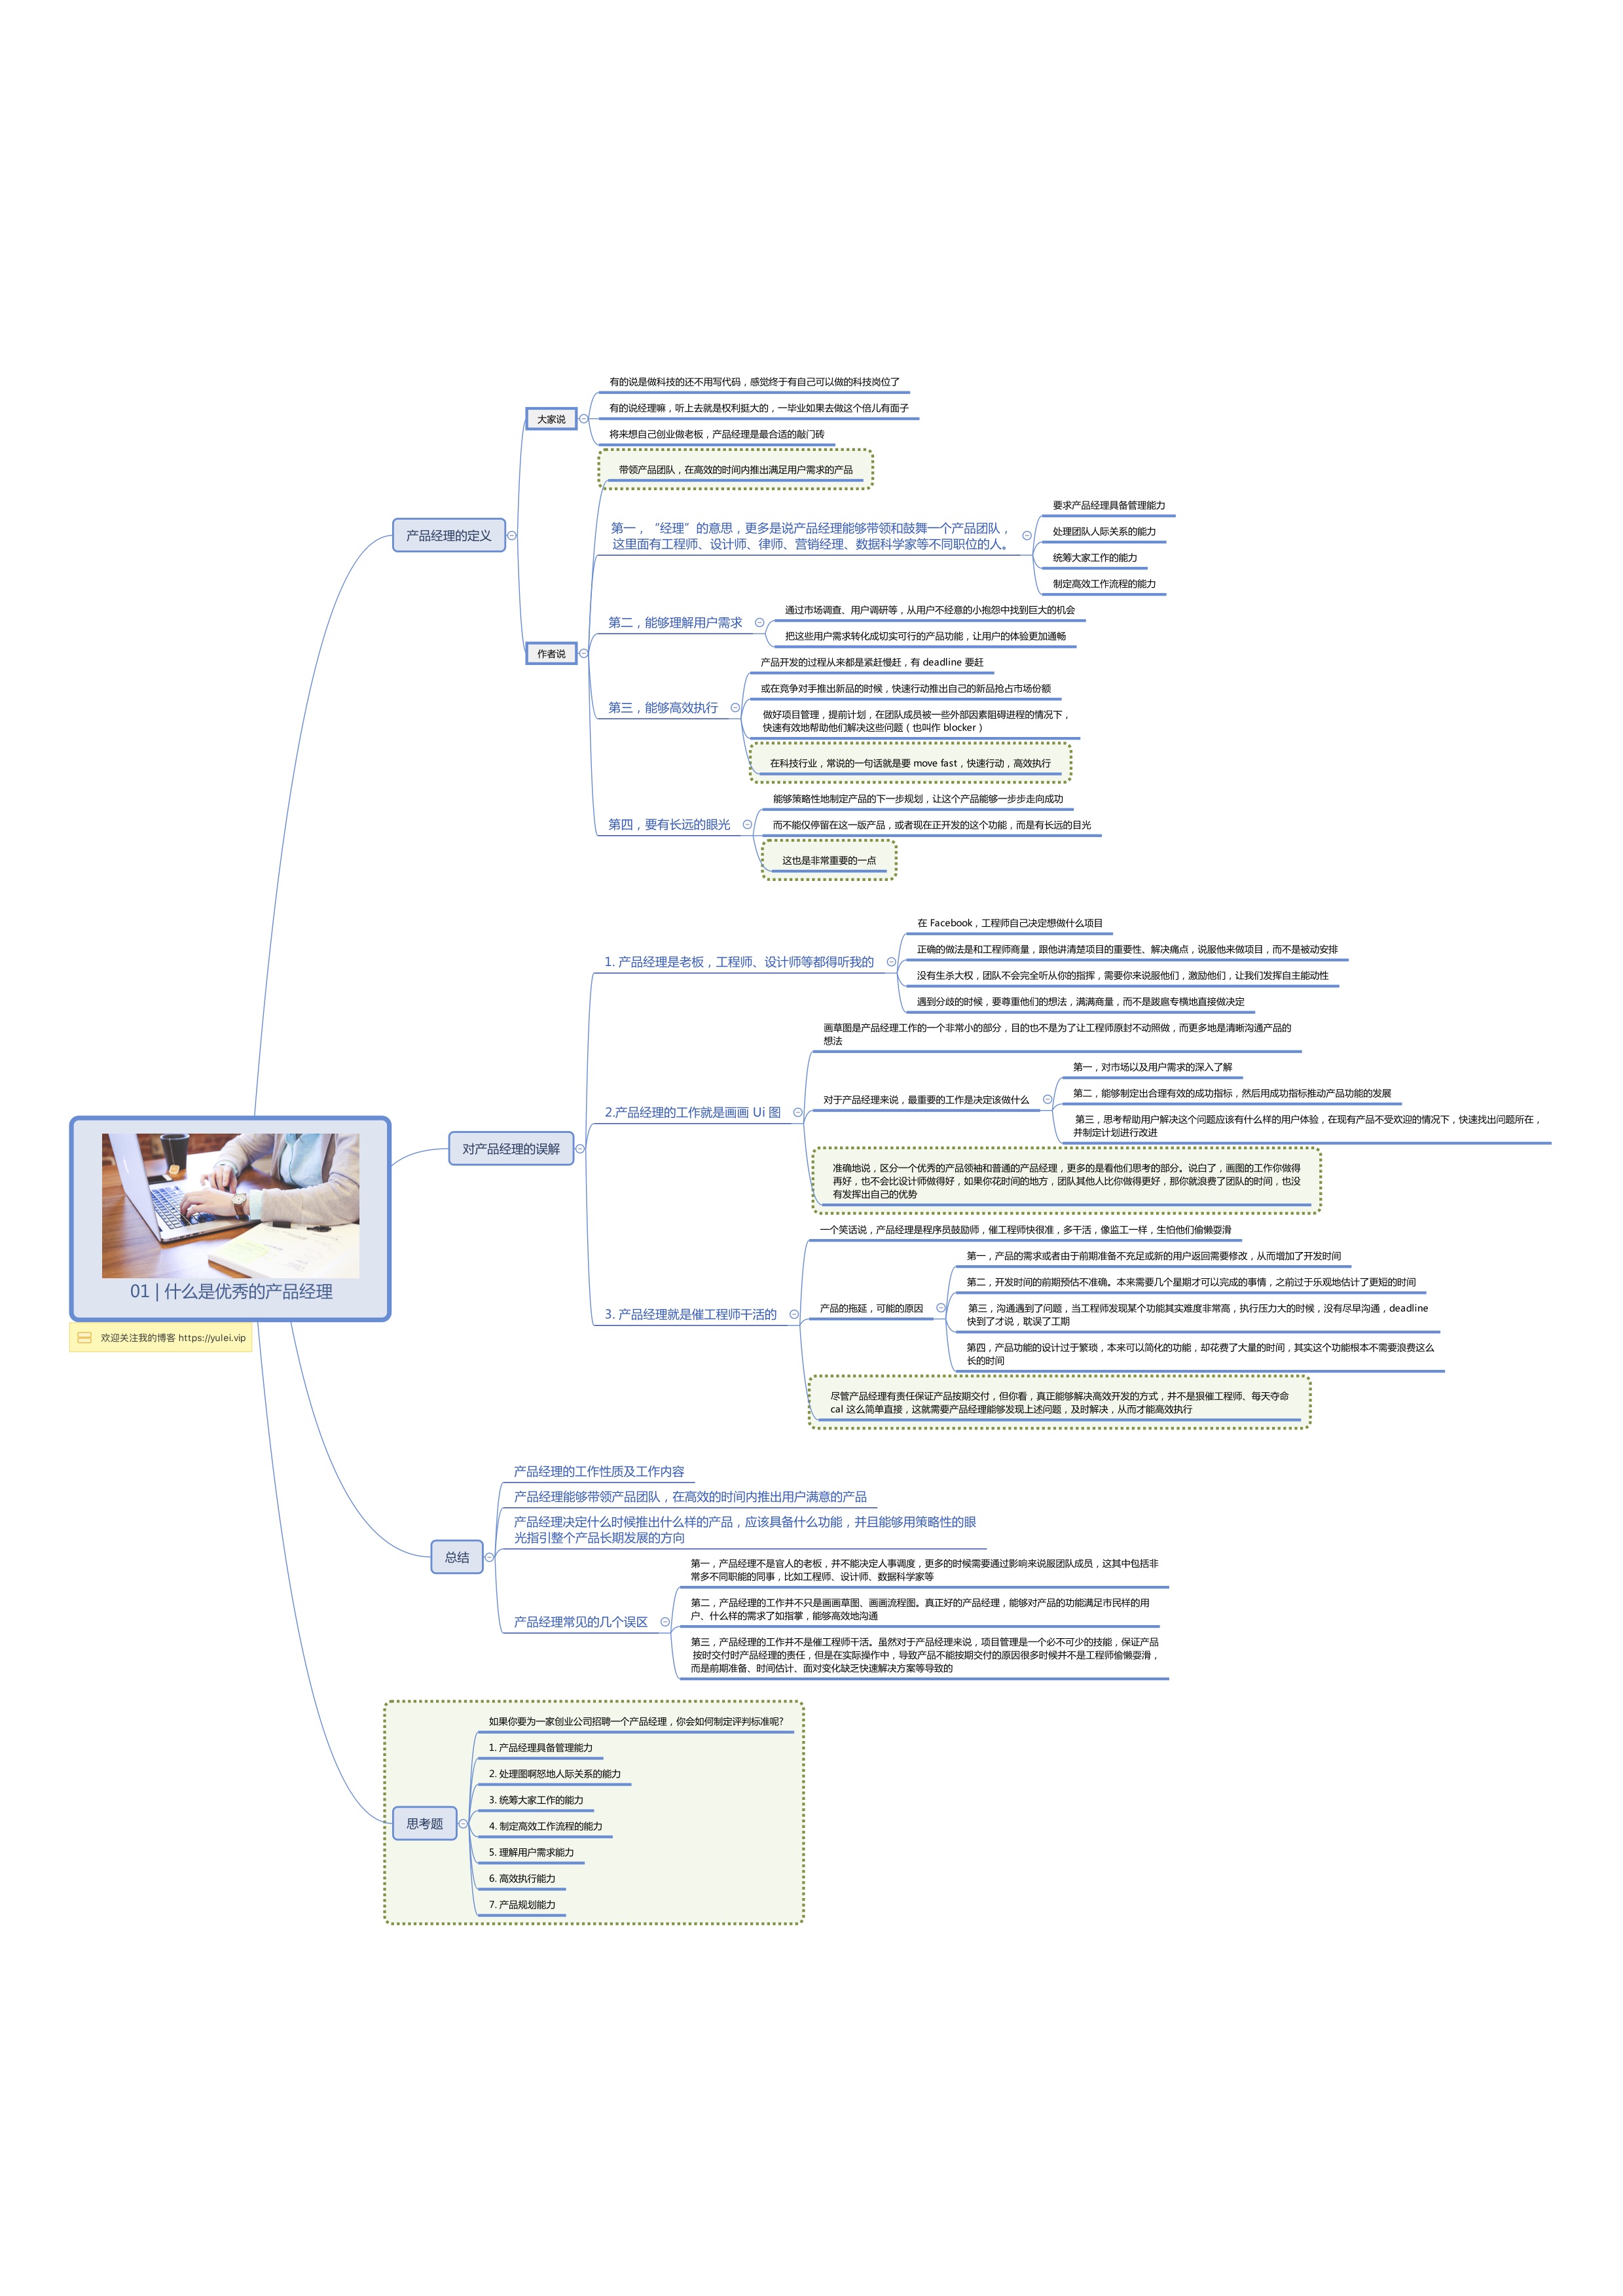 01 | 什么是优秀的产品经理
欢迎关注我的博客 https://yulei.vip
产品经理的定义
大家说
有的说是做科技的还不用写代码，感觉终于有自己可以做的科技岗位了
有的说经理嘛，听上去就是权利挺大的，一毕业如果去做这个倍儿有面子
将来想自己创业做老板，产品经理是最合适的敲门砖
作者说
带领产品团队，在高效的时间内推出满足用户需求的产品
第一，“经理”的意思，更多是说产品经理能够带领和鼓舞一个产品团队，
这里面有工程师、设计师、律师、营销经理、数据科学家等不同职位的人。
要求产品经理具备管理能力
处理团队人际关系的能力
统筹大家工作的能力
制定高效工作流程的能力
第二，能够理解用户需求
通过市场调查、用户调研等，从用户不经意的小抱怨中找到巨大的机会
把这些用户需求转化成切实可行的产品功能，让用户的体验更加通畅
第三，能够高效执行
产品开发的过程从来都是紧赶慢赶，有 deadline 要赶
或在竞争对手推出新品的时候，快速行动推出自己的新品抢占市场份额
做好项目管理，提前计划，在团队成员被一些外部因素阻碍进程的情况下，
快速有效地帮助他们解决这些问题（也叫作 blocker）
在科技行业，常说的一句话就是要 move fast，快速行动，高效执行
第四，要有长远的眼光
能够策略性地制定产品的下一步规划，让这个产品能够一步步走向成功
而不能仅停留在这一版产品，或者现在正开发的这个功能，而是有长远的目光
这也是非常重要的一点
对产品经理的误解
1. 产品经理是老板，工程师、设计师等都得听我的
在 Facebook，工程师自己决定想做什么项目
正确的做法是和工程师商量，跟他讲清楚项目的重要性、解决痛点，说服他来做项目，而不是被动安排
没有生杀大权，团队不会完全听从你的指挥，需要你来说服他们，激励他们，让我们发挥自主能动性
遇到分歧的时候，要尊重他们的想法，满满商量，而不是跋扈专横地直接做决定
2.产品经理的工作就是画画 Ui 图
画草图是产品经理工作的一个非常小的部分，目的也不是为了让工程师原封不动照做，而更多地是清晰沟通产品的
想法
对于产品经理来说，最重要的工作是决定该做什么
第一，对市场以及用户需求的深入了解
第二，能够制定出合理有效的成功指标，然后用成功指标推动产品功能的发展
第三，思考帮助用户解决这个问题应该有什么样的用户体验，在现有产品不受欢迎的情况下，快速找出问题所在，
并制定计划进行改进
准确地说，区分一个优秀的产品领袖和普通的产品经理，更多的是看他们思考的部分。说白了，画图的工作你做得
再好，也不会比设计师做得好，如果你花时间的地方，团队其他人比你做得更好，那你就浪费了团队的时间，也没
有发挥出自己的优势
3. 产品经理就是催工程师干活的
一个笑话说，产品经理是程序员鼓励师，催工程师快很准，多干活，像监工一样，生怕他们偷懒耍滑
产品的拖延，可能的原因
第一，产品的需求或者由于前期准备不充足或新的用户返回需要修改，从而增加了开发时间
第二，开发时间的前期预估不准确。本来需要几个星期才可以完成的事情，之前过于乐观地估计了更短的时间
第三，沟通遇到了问题，当工程师发现某个功能其实难度非常高，执行压力大的时候，没有尽早沟通，deadline
快到了才说，耽误了工期
第四，产品功能的设计过于繁琐，本来可以简化的功能，却花费了大量的时间，其实这个功能根本不需要浪费这么
长的时间
尽管产品经理有责任保证产品按期交付，但你看，真正能够解决高效开发的方式，并不是狠催工程师、每天夺命
cal 这么简单直接，这就需要产品经理能够发现上述问题，及时解决，从而才能高效执行
总结
产品经理的工作性质及工作内容
产品经理能够带领产品团队，在高效的时间内推出用户满意的产品
产品经理决定什么时候推出什么样的产品，应该具备什么功能，并且能够用策略性的眼
光指引整个产品长期发展的方向
产品经理常见的几个误区
第一，产品经理不是官人的老板，并不能决定人事调度，更多的时候需要通过影响来说服团队成员，这其中包括非
常多不同职能的同事，比如工程师、设计师、数据科学家等
第二，产品经理的工作并不只是画画草图、画画流程图。真正好的产品经理，能够对产品的功能满足市民样的用
户、什么样的需求了如指掌，能够高效地沟通
第三，产品经理的工作并不是催工程师干活。虽然对于产品经理来说，项目管理是一个必不可少的技能，保证产品
按时交付时产品经理的责任，但是在实际操作中，导致产品不能按期交付的原因很多时候并不是工程师偷懒耍滑，
而是前期准备、时间估计、面对变化缺乏快速解决方案等导致的
思考题
如果你要为一家创业公司招聘一个产品经理，你会如何制定评判标准呢?
1. 产品经理具备管理能力
2. 处理图啊怒地人际关系的能力
3. 统筹大家工作的能力
4. 制定高效工作流程的能力
5. 理解用户需求能力
6. 高效执行能力
7. 产品规划能力